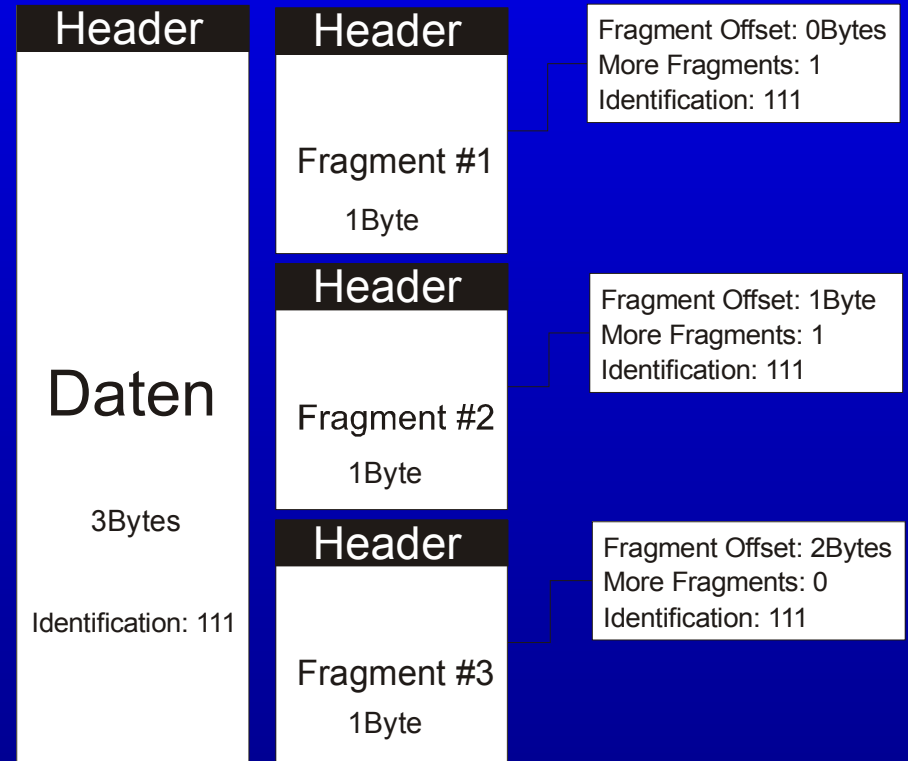 Header
Daten
3Bytes
Identification: 111
Header
Fragment #1
1Byte
Fragment Offset: 0Bytes
More Fragments: 1
Identification: 111
Header
Fragment #2
1Byte
Fragment Offset: 1Byte
More Fragments: 1
Identification: 111
Header
Fragment #3
1Byte
Fragment Offset: 2Bytes
More Fragments: 0
Identification: 111